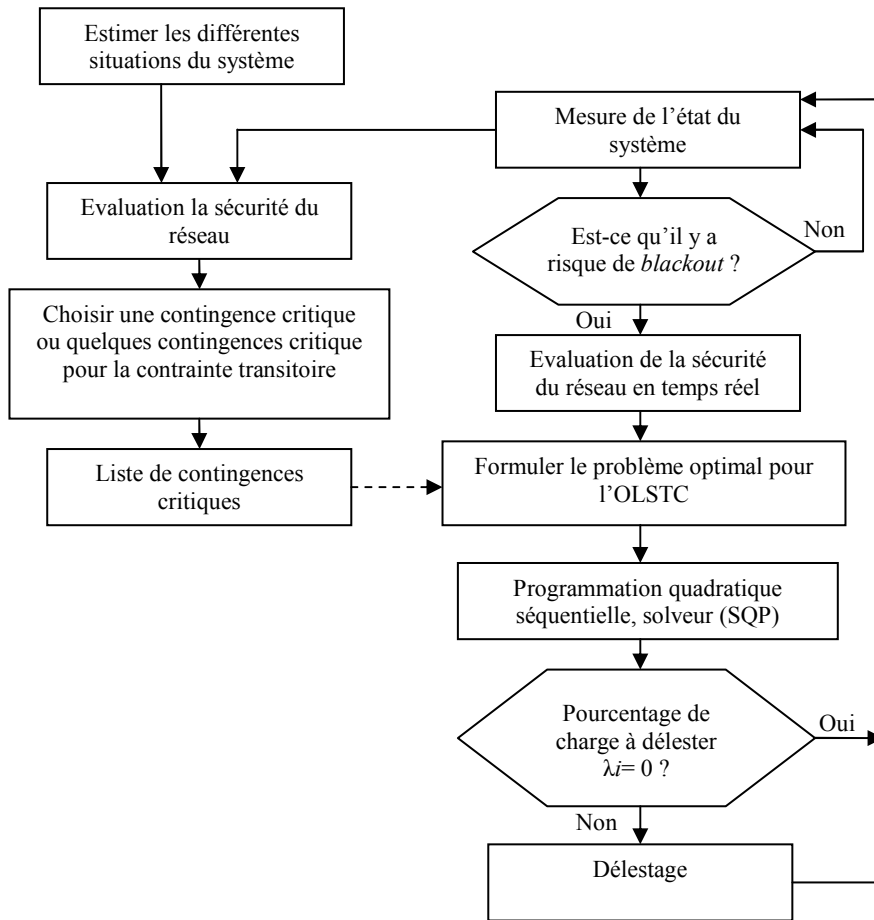 Estimer les différentes
situations du système
Mesure de l'état du
système
Evaluation la sécurité du
réseau
Est-ce qu'il y a
risque de blackout ?
Non
Oui
Choisir une contingence critique
ou quelques contingences critique
pour la contrainte transitoire
Evaluation de la sécurité
du réseau en temps réel
Liste de contingences
critiques
Formuler le problème optimal pour
l'OLSTC
Programmation quadratique
séquentielle, solveur (SQP)
Pourcentage de
charge à délester
λi= 0 ?
Oui
Non
Délestage